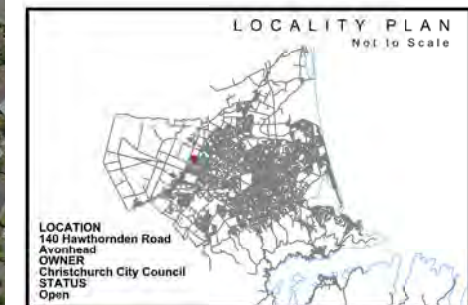 LOCALITY PLAN
Not to Scale
LOCATION
140 Hawthornden Road
Avonhead
OWNER
Christchurch City Council
STATUS
Open